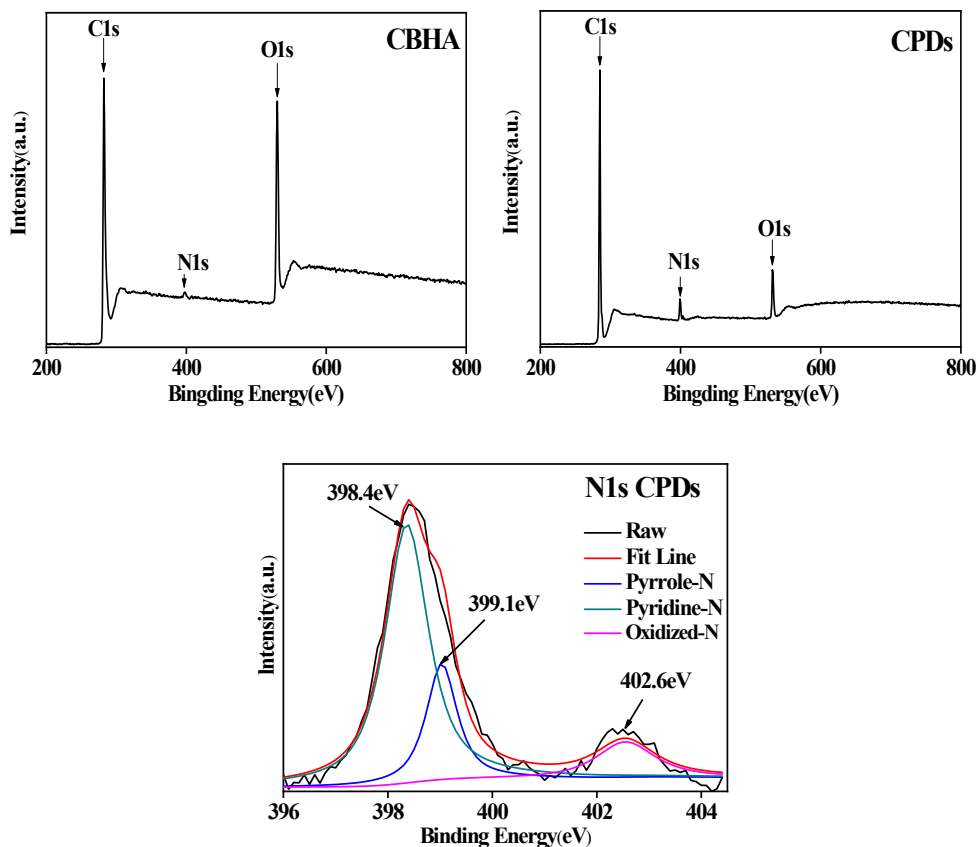 C1s
CBHA
O1s
N1s
Intensity(a.u.)
200 400 600 800
Bingding Energy(eV)
C1s
CPDs
O1s
N1s
Intensity(a.u.)
200 400 600 800
Bingding Energy(eV)
398.4eV
N1s CPDs
Raw
Fit Line
Pyrrole-N
Pyridine-N
Oxidized-N
399.1eV
402.6eV
Intensity(a.u.)
396 398 400 402 404
Binding Energy(eV)